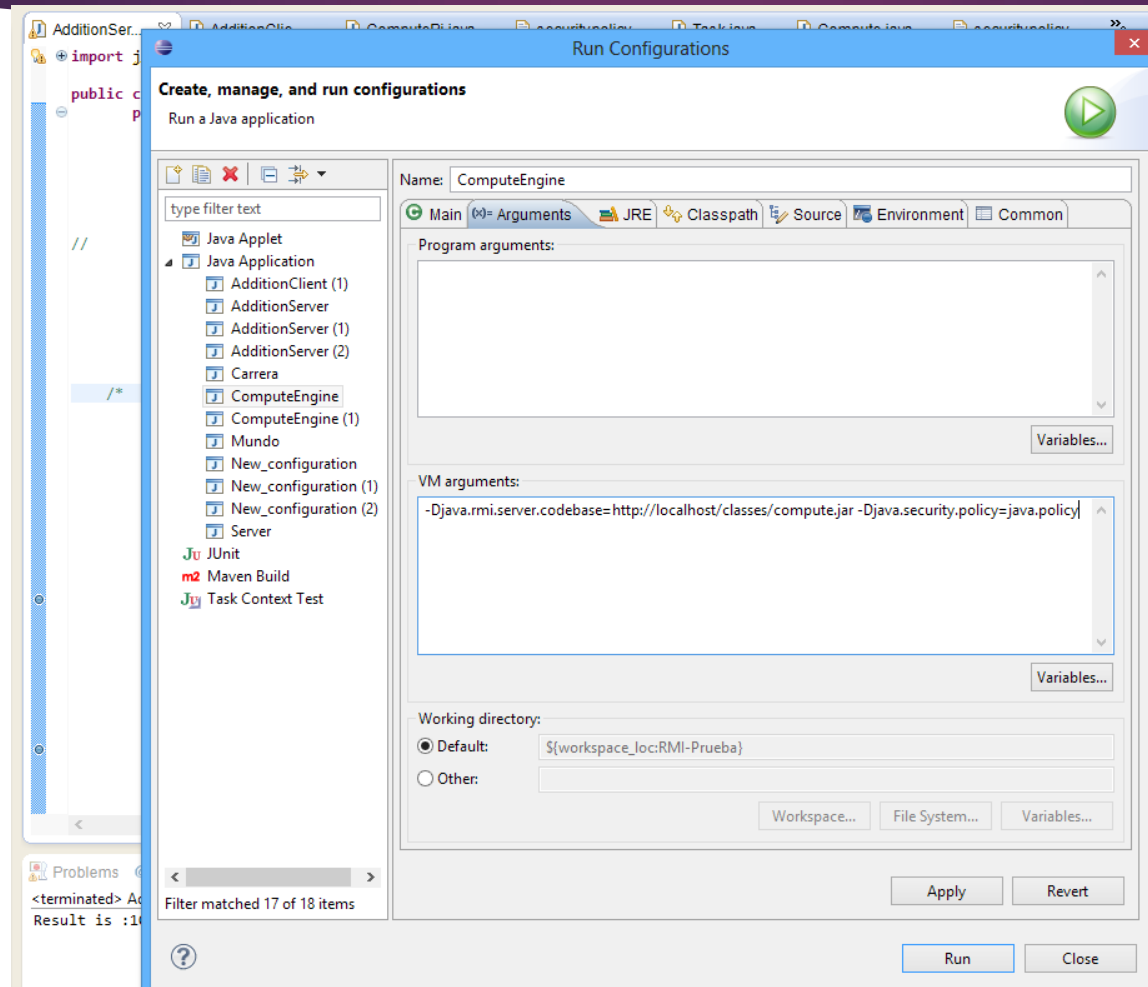 AdditionSer...
Run Configurations
import j
public c
p
//
/*
Create, manage, and run configurations
Run a Java application
Name: ComputeEngine
type filter text
Main (x)= Arguments JRE Classpath Source Environment Common
Java Applet
Java Application
AdditionClient (1)
AdditionServer
AdditionServer (1)
AdditionServer (2)
Carrera
ComputeEngine
ComputeEngine (1)
Mundo
New_configuration
New_configuration (1)
New_configuration (2)
Server
JUnit
Maven Build
Task Context Test
Filter matched 17 of 18 items
Program arguments:
Variables...
VM arguments:
-Djava.rmi.server.codebase=http://localhost/classes/compute.jar -Djava.security.policy=java.policy
Variables...
Working directory:
Default: ${workspace_loc:RMI-Prueba}
Other:
Workspace... File System... Variables...
Apply Revert
Run Close
Problems
<terminated> Ad
Result is :10